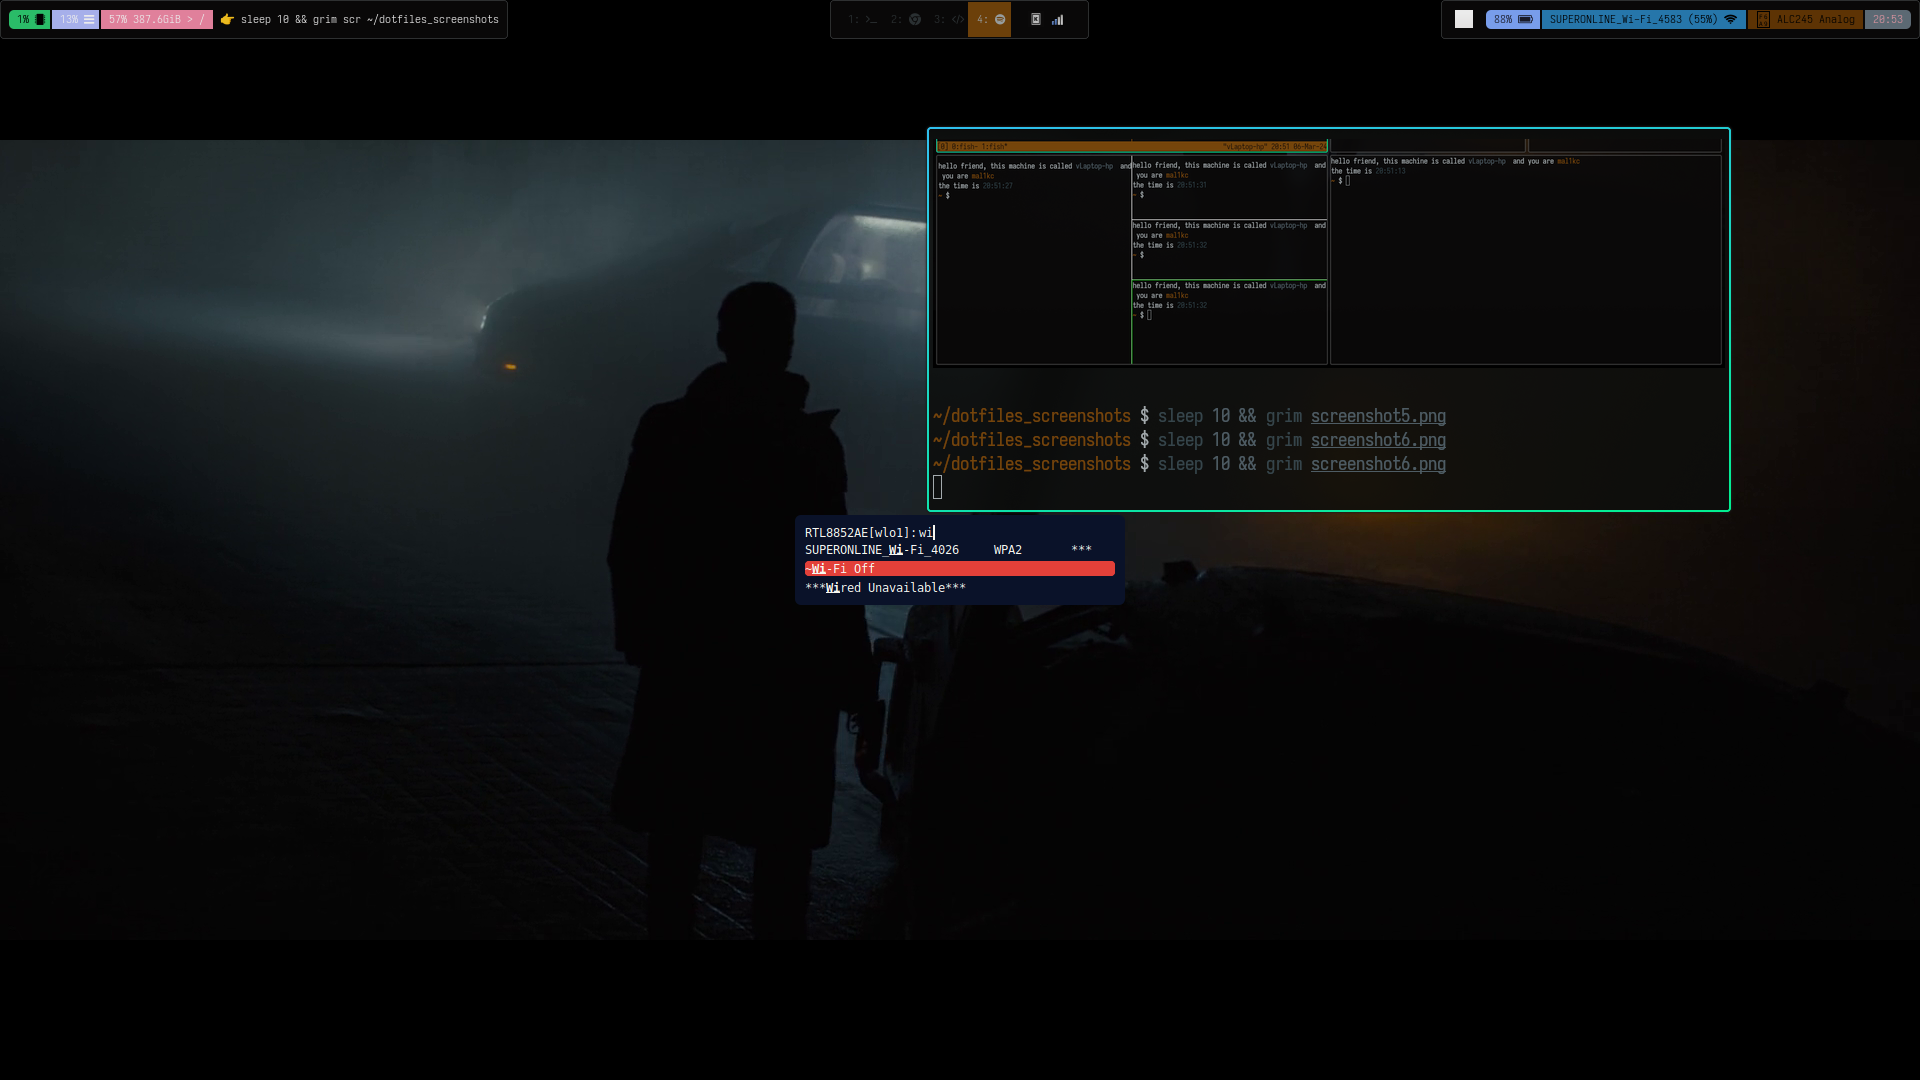 1%
13%
57% 387.6GiB > /
👉 sleep 10 && grim scr ~/dotfiles_screenshots
1: >_ 2: 3: </> 4:
88%
SUPERONLINE_Wi-Fi_4583 (55%)
ALC245 Analog
20:53
[0] 0:fish- 1:fish* "vLaptop-hp" 20:51 06-Mar-24
hello friend, this machine is called vLaptop-hp and
you are mal1kc
the time is 20:51:27
~ $
hello friend, this machine is called vLaptop-hp and
you are mal1kc
the time is 20:51:31
~ $
hello friend, this machine is called vLaptop-hp and
you are mal1kc
the time is 20:51:32
~ $
hello friend, this machine is called vLaptop-hp and
you are mal1kc
the time is 20:51:32
~ $
hello friend, this machine is called vLaptop-hp and you are mal1kc
the time is 20:51:13
~ $
~/dotfiles_screenshots $ sleep 10 && grim screenshot5.png
~/dotfiles_screenshots $ sleep 10 && grim screenshot6.png
~/dotfiles_screenshots $ sleep 10 && grim screenshot6.png
RTL8852AE[wlo1]:wi
SUPERONLINE_Wi-Fi_4026 WPA2 ***
~Wi-Fi Off
***Wired Unavailable***